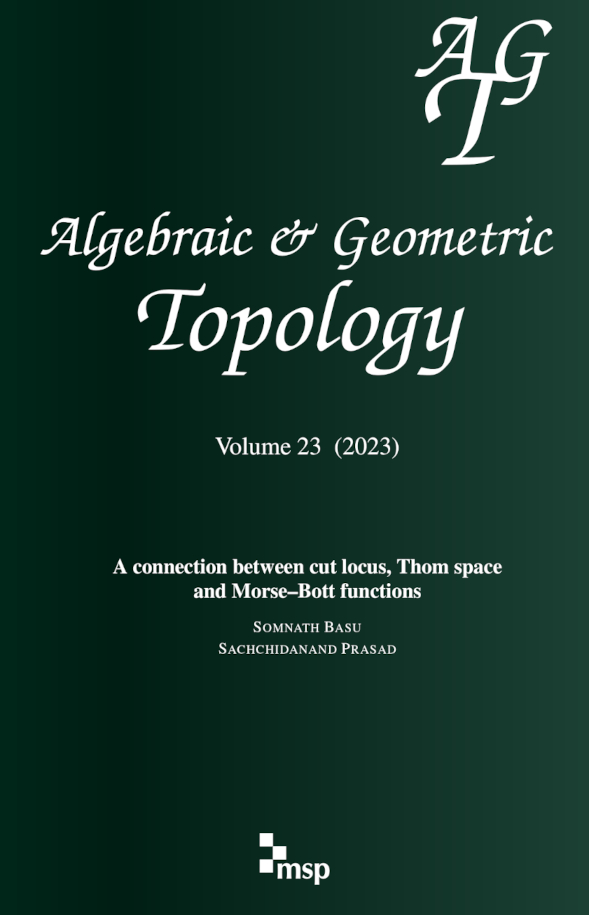 AGT
Algebraic & Geometric
Topology
Volume 23 (2023)
A connection between cut locus, Thom space
and Morse–Bott functions
SOMNATH BASU
SACHCHIDANAND PRASAD
msp